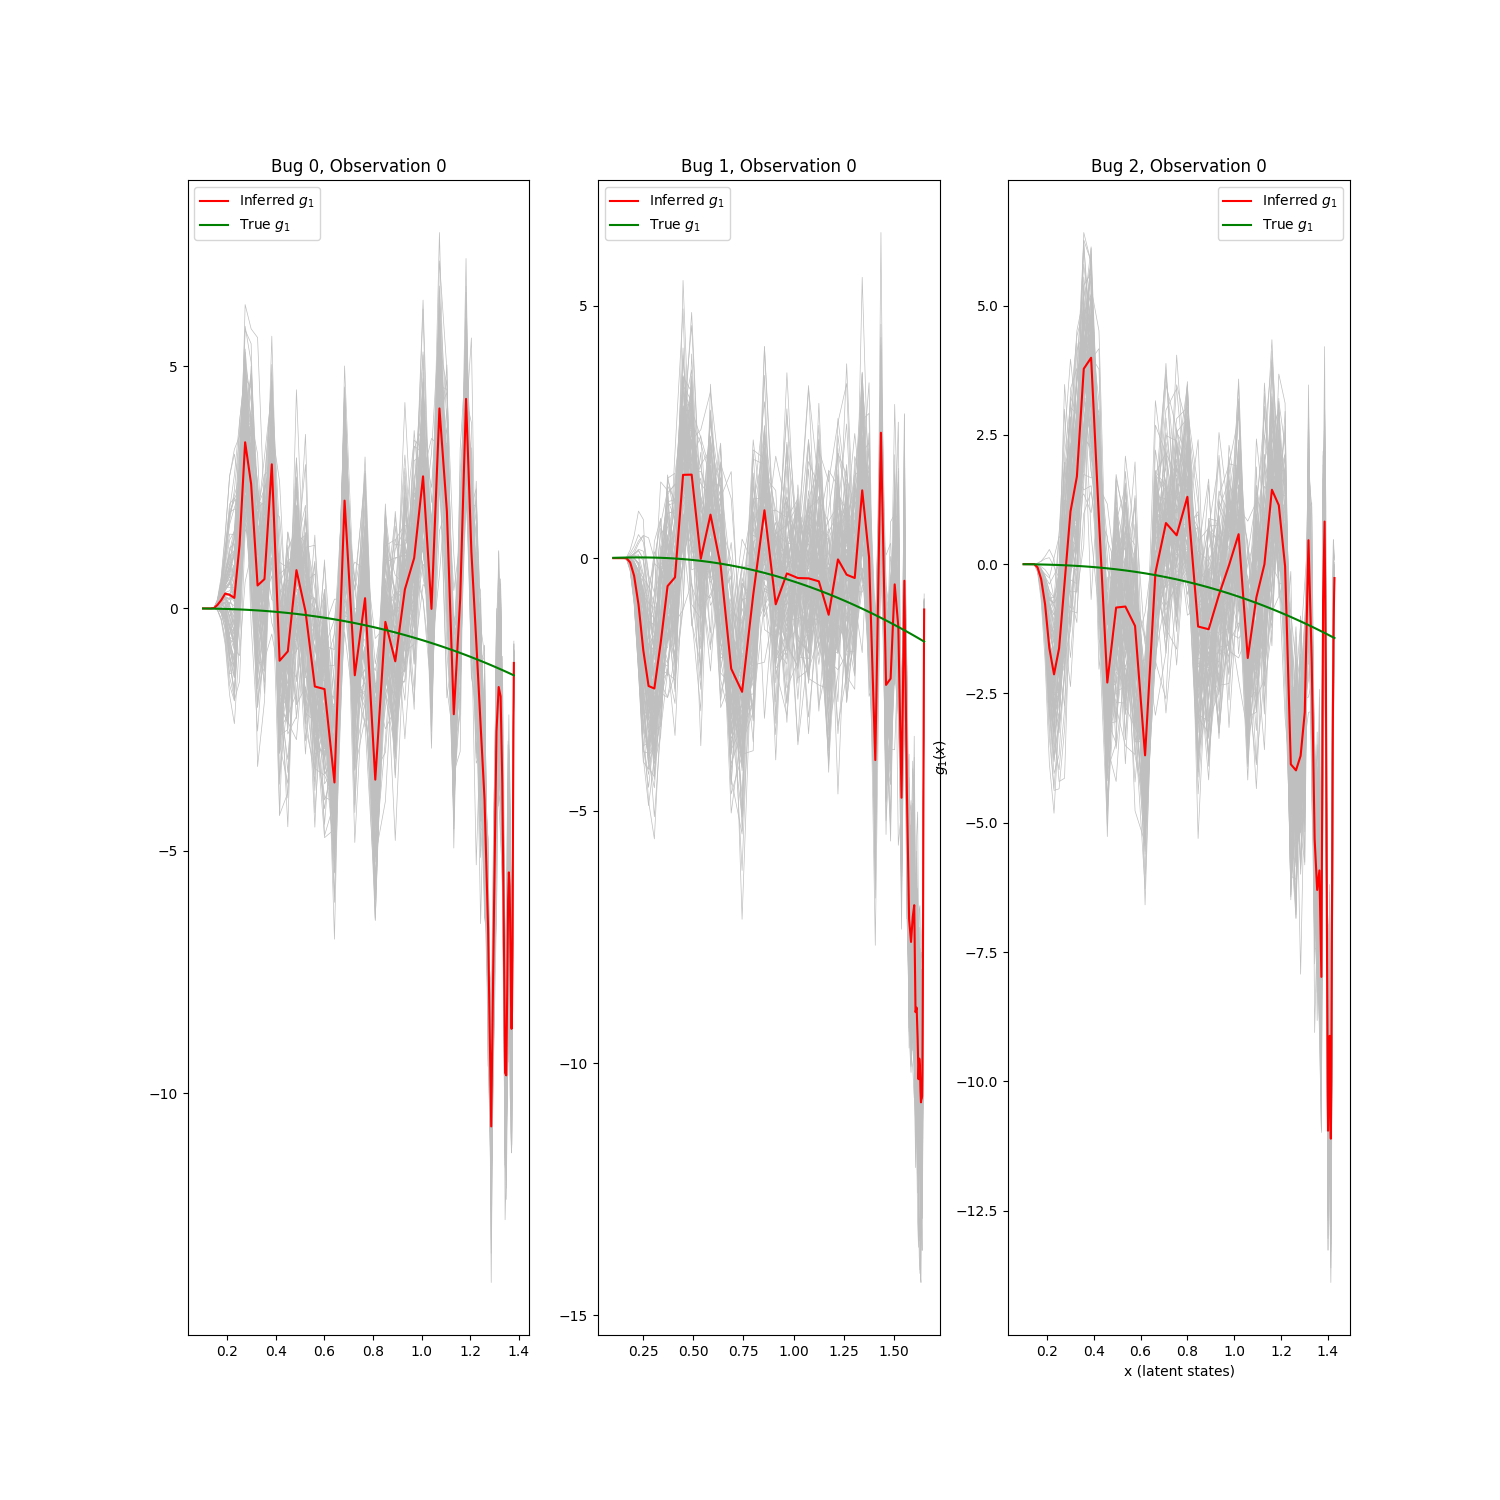 Bug 0, Observation 0
Inferred g₁
True g₁
5
0
−5
−10
0.2 0.4 0.6 0.8 1.0 1.2 1.4
Bug 1, Observation 0
Inferred g₁
True g₁
5
0
−5
−10
−15
0.25 0.50 0.75 1.00 1.25 1.50
Bug 2, Observation 0
Inferred g₁
True g₁
g₁(x)
5.0
2.5
0.0
−2.5
−5.0
−7.5
−10.0
−12.5
0.2 0.4 0.6 0.8 1.0 1.2 1.4
x (latent states)